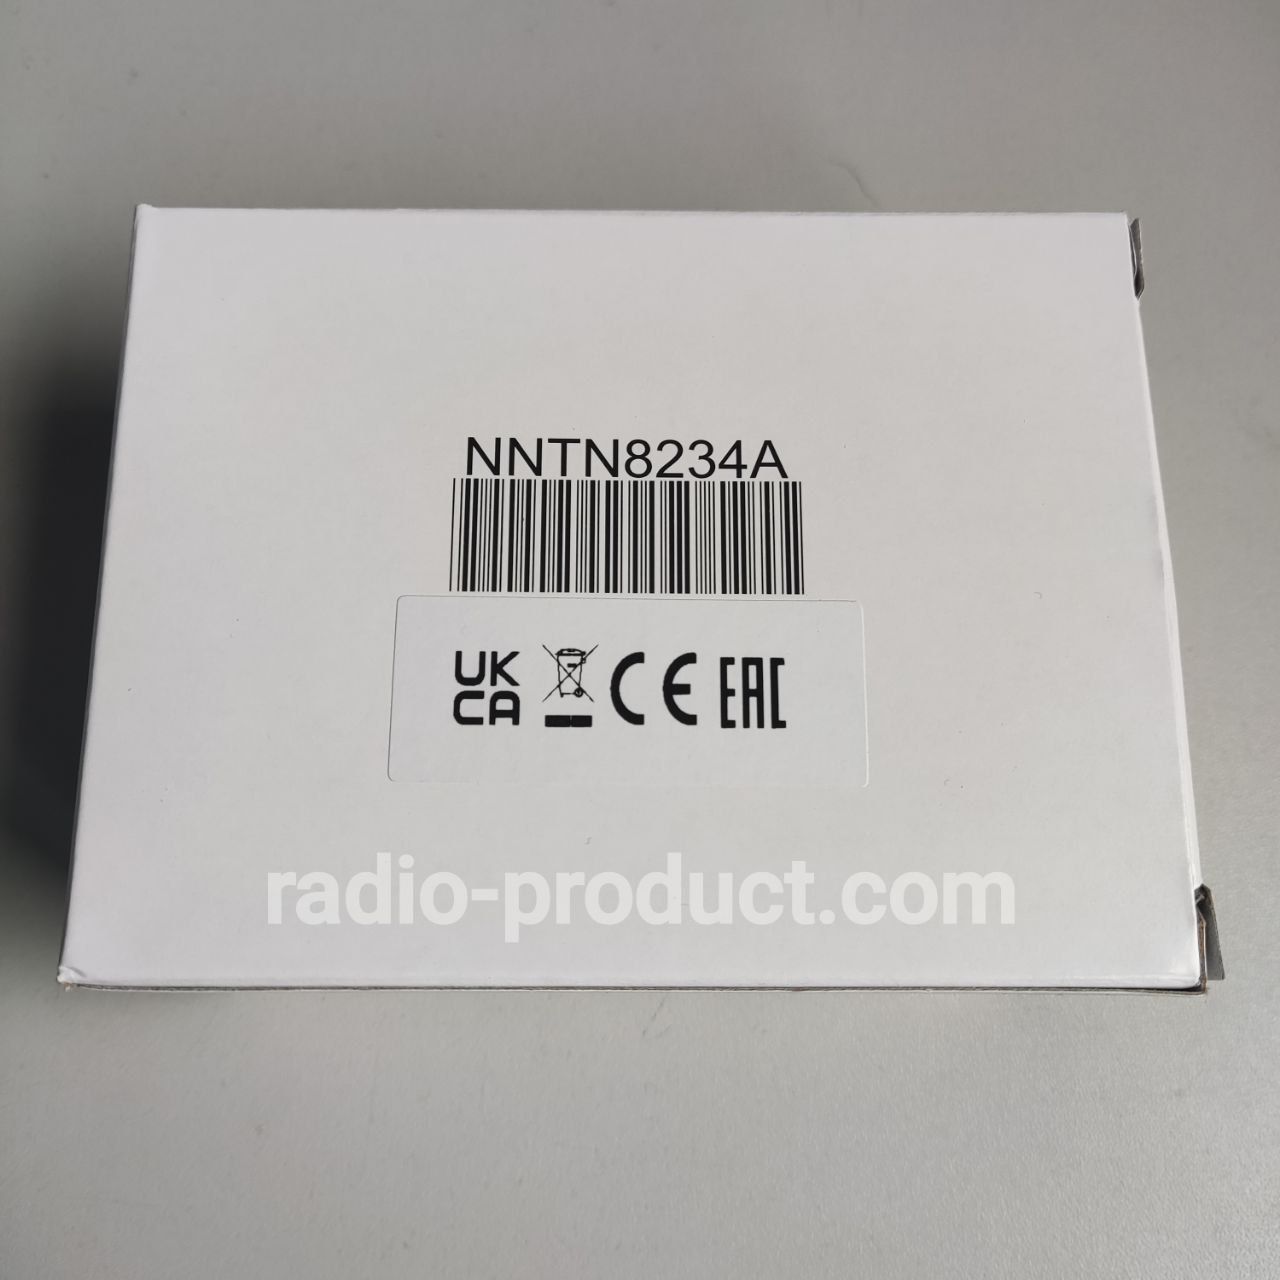 NNTN8234A
UK
CA
CE
EAC
radio-product.com